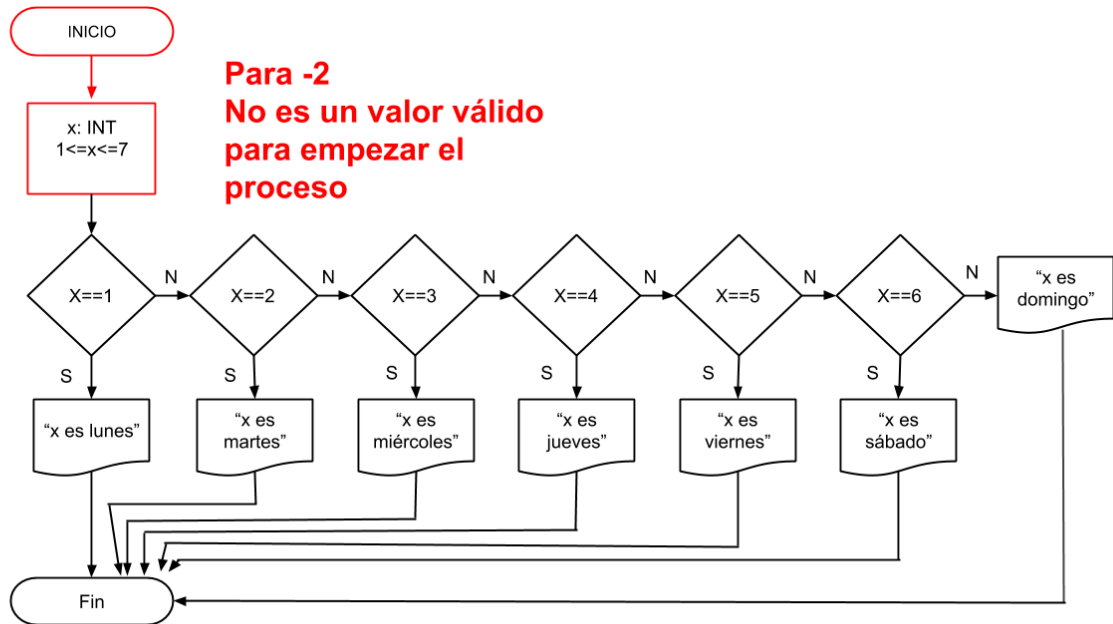 INICIO
Para -2
No es un valor válido
para empezar el
proceso
x: INT
1<=x<=7
X==1
N
X==2
N
X==3
N
X==4
N
X==5
N
X==6
N
“x es
domingo”
S
S
S
S
S
S
“x es lunes”
“x es
martes”
“x es
miércoles”
“x es
jueves”
“x es
viernes”
“x es
sábado”
Fin